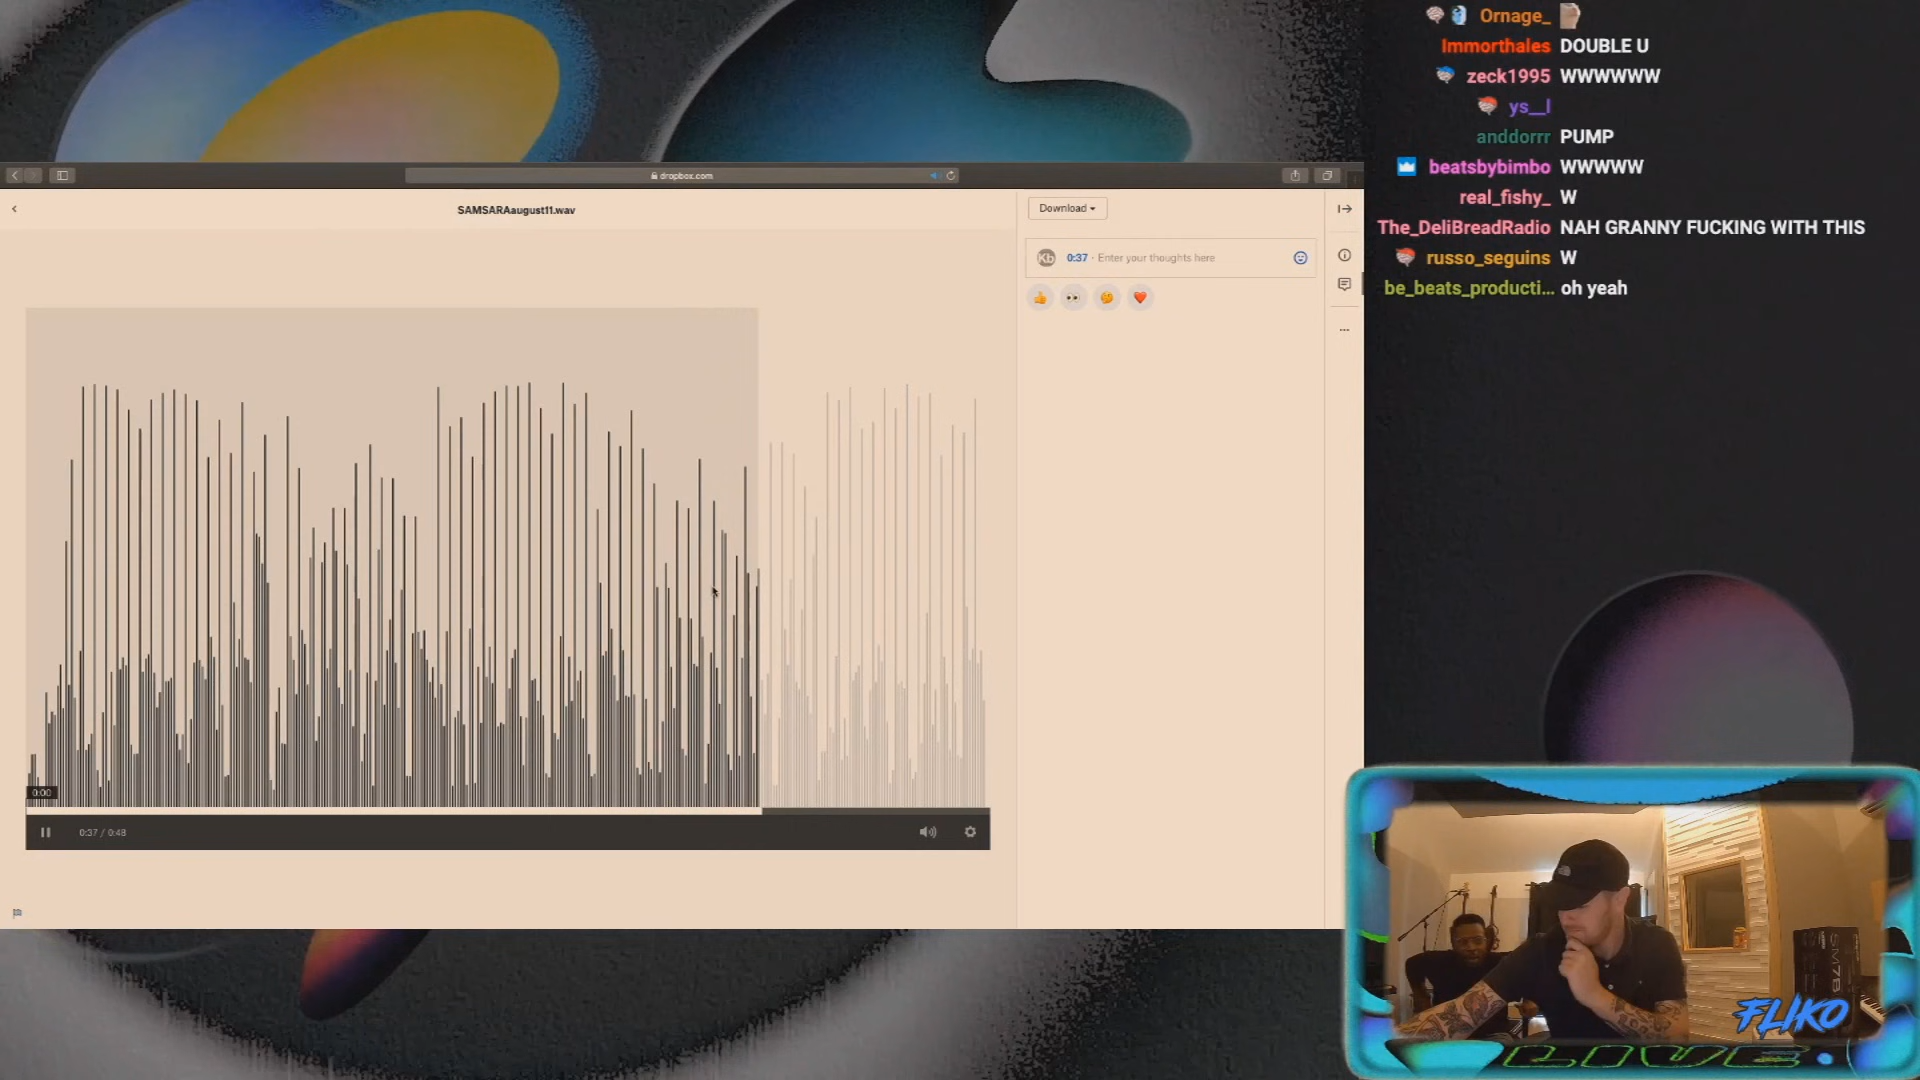 dropbox.com
SAMSARAaugust11.wav
Download
Kb 0:37 - Enter your thoughts here
0:00
0:37 / 0:48
Ornage_
Immorthales DOUBLE U
zeck1995 WWWWWW
ys__l
anddorrr PUMP
beatsbybimbo WWWWW
real_fishy_ W
The_DeliBreadRadio NAH GRANNY FUCKING WITH THIS
russo_seguins W
be_beats_producti... oh yeah
SM7B
FLIKO
LIVE.